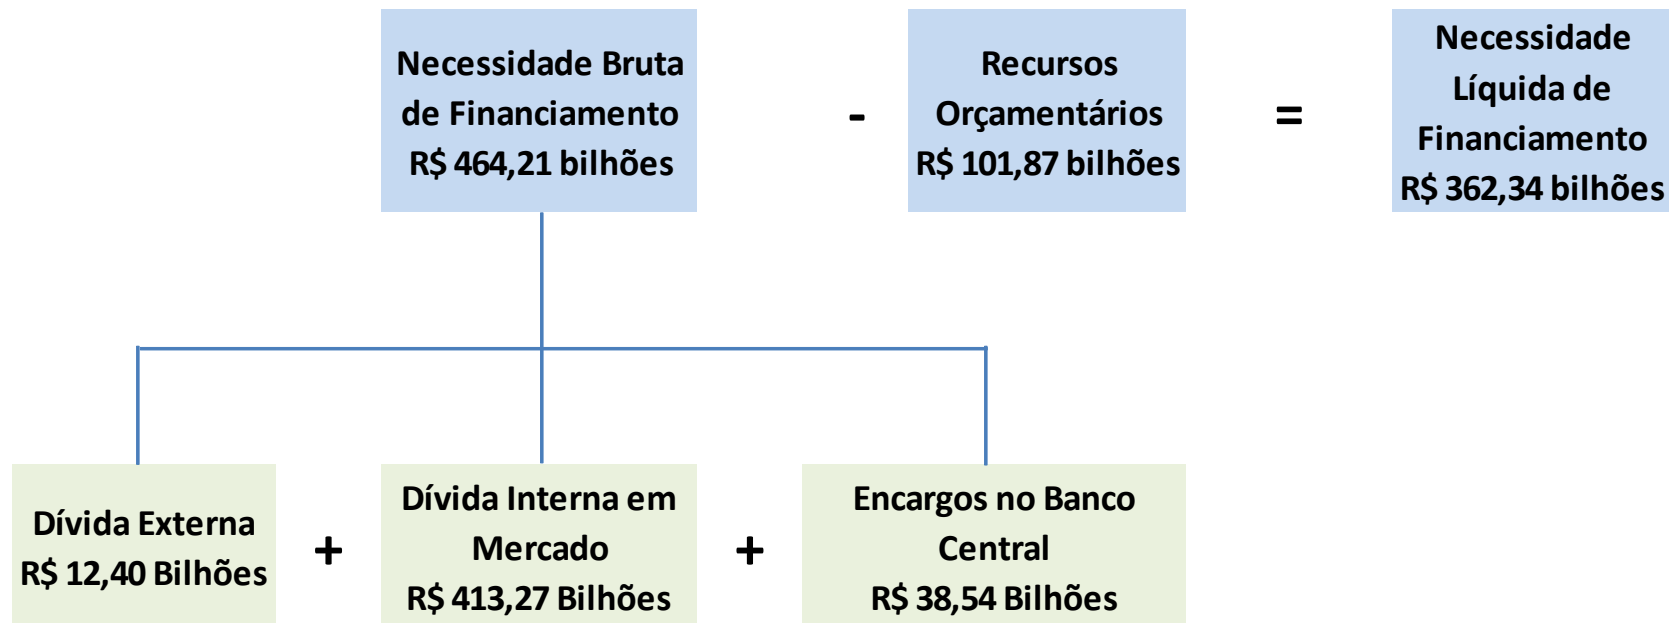 Necessidade Bruta
de Financiamento
R$ 464,21 bilhões
-
Recursos
Orçamentários
R$ 101,87 bilhões
=
Necessidade
Líquida de
Financiamento
R$ 362,34 bilhões
Dívida Externa
R$ 12,40 Bilhões
+
Dívida Interna em
Mercado
R$ 413,27 Bilhões
+
Encargos no Banco
Central
R$ 38,54 Bilhões